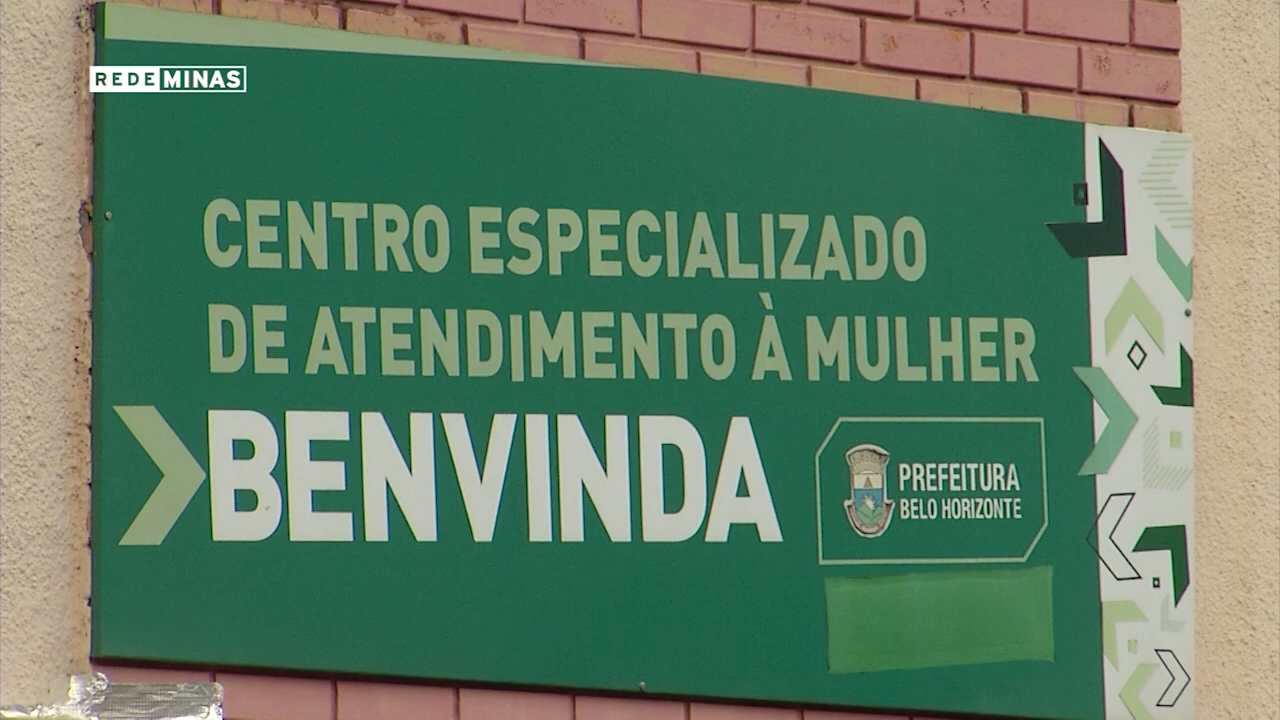 REDE MINAS
CENTRO ESPECIALIZADO
DE ATENDIMENTO À MULHER
BENVINDA
PREFEITURA
BELO HORIZONTE